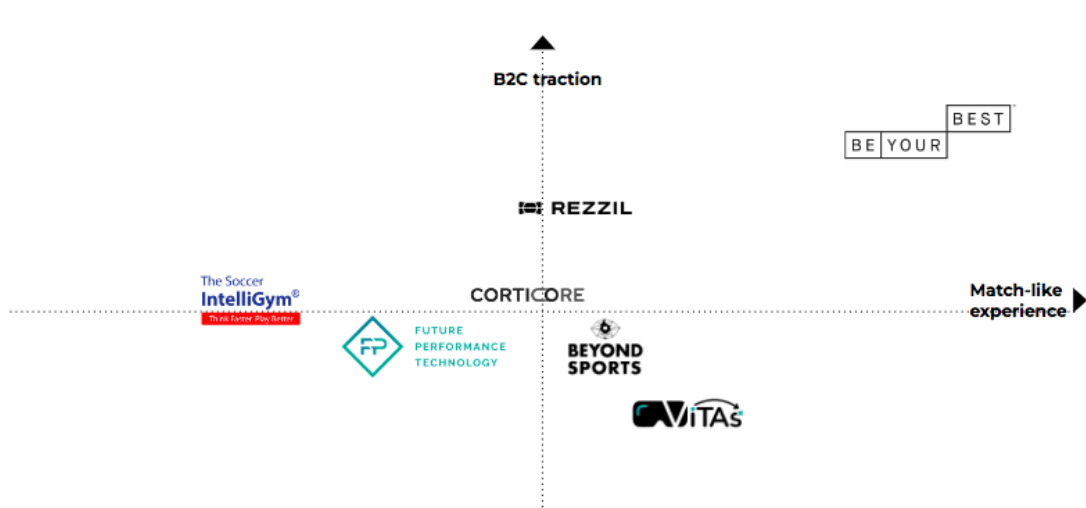 B2C traction
BEST
BE YOUR
REZZIL
The Soccer
IntelliGym®
Think Faster Play Better
CORTICORE
Match-like
experience
FP
FUTURE
PERFORMANCE
TECHNOLOGY
BEYOND
SPORTS
ViTAs